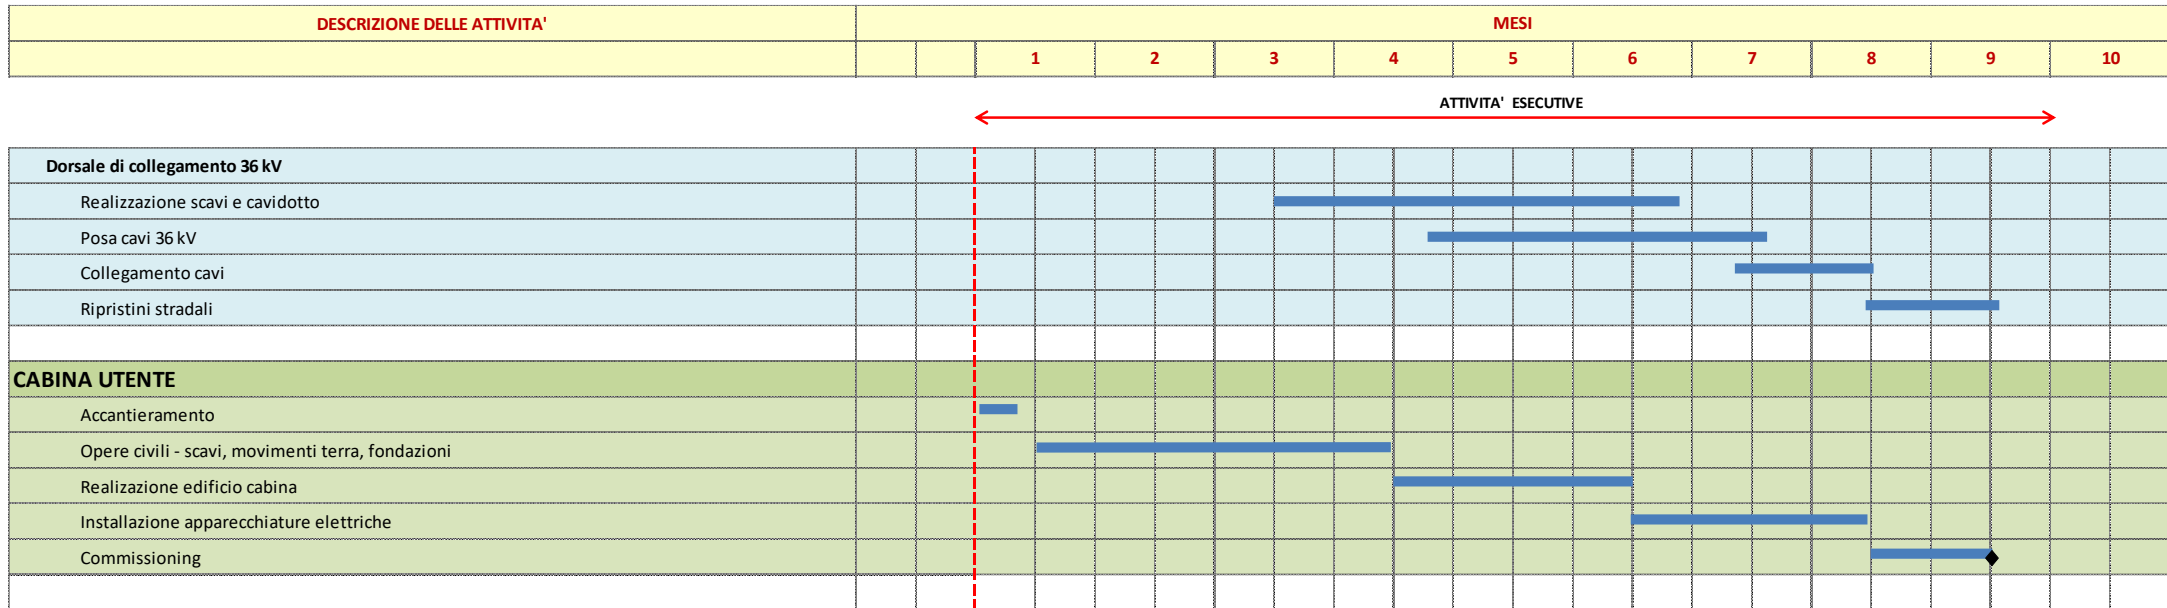 DESCRIZIONE DELLE ATTIVITA' MESI
1 2 3 4 5 6 7 8 9 10
ATTIVITA' ESECUTIVE
Dorsale di collegamento 36 kV
Realizzazione scavi e cavidotto
Posa cavi 36 kV
Collegamento cavi
Ripristini stradali
CABINA UTENTE
Accantieramento
Opere civili - scavi, movimenti terra, fondazioni
Realizazione edificio cabina
Installazione apparecchiature elettriche
Commissioning